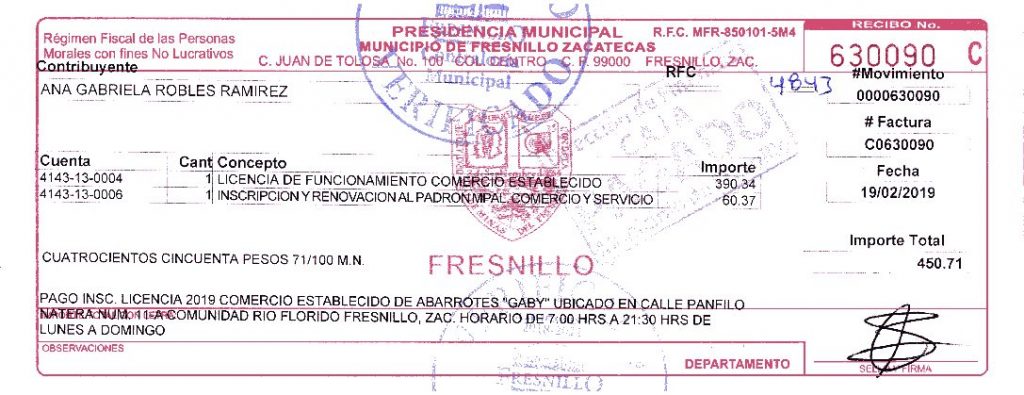 PRESIDENCIA MUNICIPAL
MUNICIPIO DE FRESNILLO ZACATECAS
C. JUAN DE TOLOSA No. 100 COL. CENTRO C. P. 99000 FRESNILLO, ZAC.
R.F.C. MFR-850101-5M4
RECIBO No.
630090 C
Régimen Fiscal de las Personas
Morales con fines No Lucrativos
Contribuyente
RFC
4843
ANA GABRIELA ROBLES RAMIREZ
#Movimiento
0000630090
# Factura
C0630090
Fecha
19/02/2019
Cuenta Cant Concepto Importe
4143-13-0004 1 LICENCIA DE FUNCIONAMIENTO COMERCIO ESTABLECIDO 390.34
4143-13-0006 1 INSCRIPCION Y RENOVACION AL PADRON MPAL. COMERCIO Y SERVICIO 60.37
Importe Total
450.71
CUATROCIENTOS CINCUENTA PESOS 71/100 M.N.
FRESNILLO
PAGO INSC. LICENCIA 2019 COMERCIO ESTABLECIDO DE ABARROTES "GABY" UBICADO EN CALLE PANFILO
NATERA NUM. 11 A COMUNIDAD RIO FLORIDO FRESNILLO, ZAC. HORARIO DE 7:00 HRS A 21:30 HRS DE
LUNES A DOMINGO
OBSERVACIONES
DEPARTAMENTO
SELLO Y FIRMA
Contraloría
Municipal
VERIFICADO
CAJA
FRESNILLO